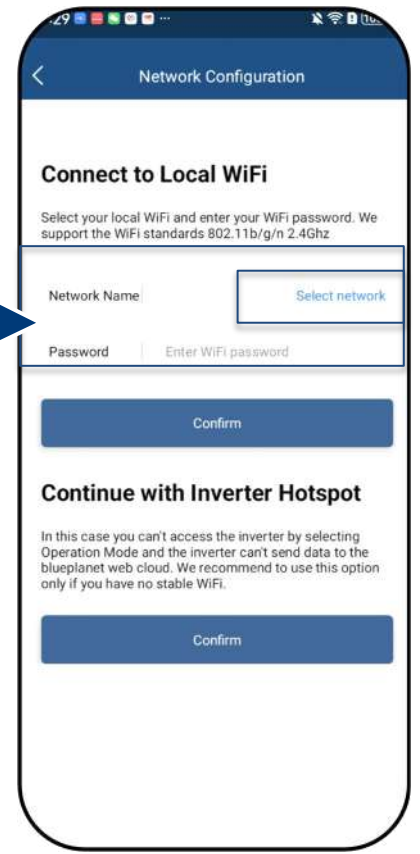 Network Configuration
Connect to Local WiFi
Select your local WiFi and enter your WiFi password. We
support the WiFi standards 802.11b/g/n 2.4Ghz
Network Name
Select network
Password
Enter WiFi password
Confirm
Continue with Inverter Hotspot
In this case you can't access the inverter by selecting
Operation Mode and the inverter can't send data to the
blueplanet web cloud. We recommend to use this option
only if you have no stable WiFi.
Confirm